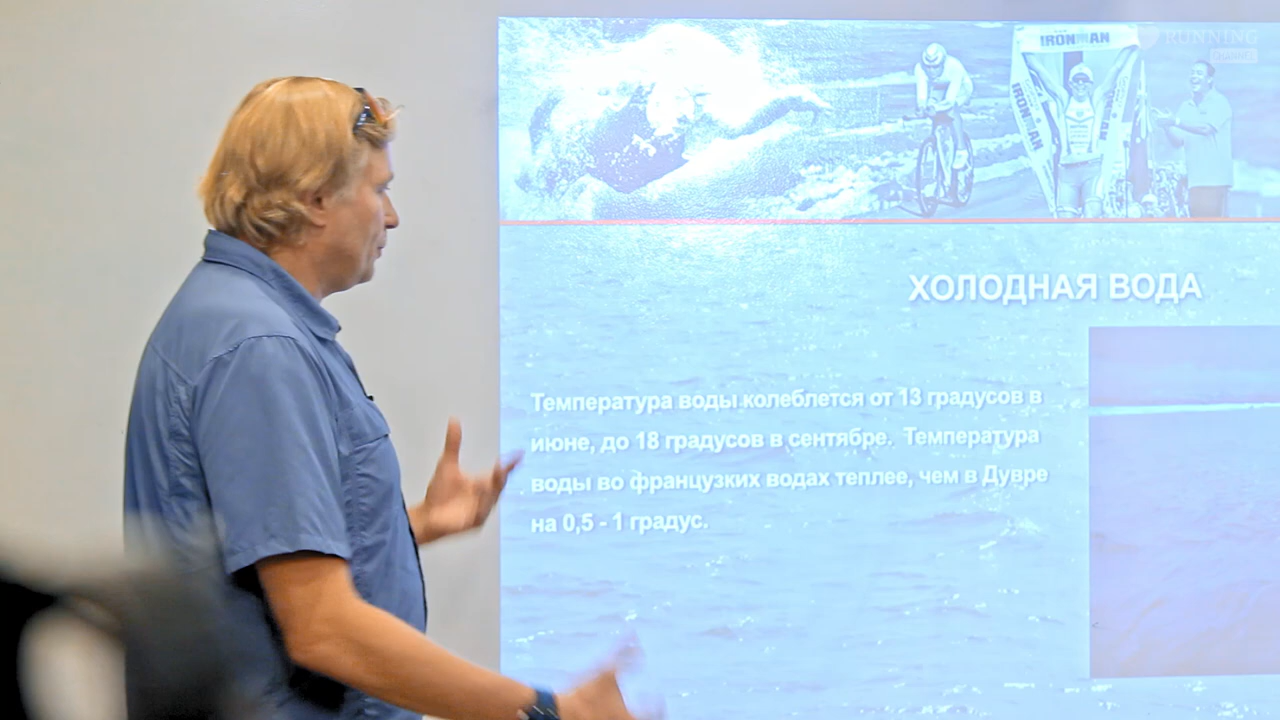 IRONMAN
IRONMAN
RUNNING
ХОЛОДНАЯ ВОДА
Температура воды колеблется от 13 градусов в
июне, до 18 градусов в сентябре. Температура
воды во французких водах теплее, чем в Дувре
на 0,5 - 1 градус.